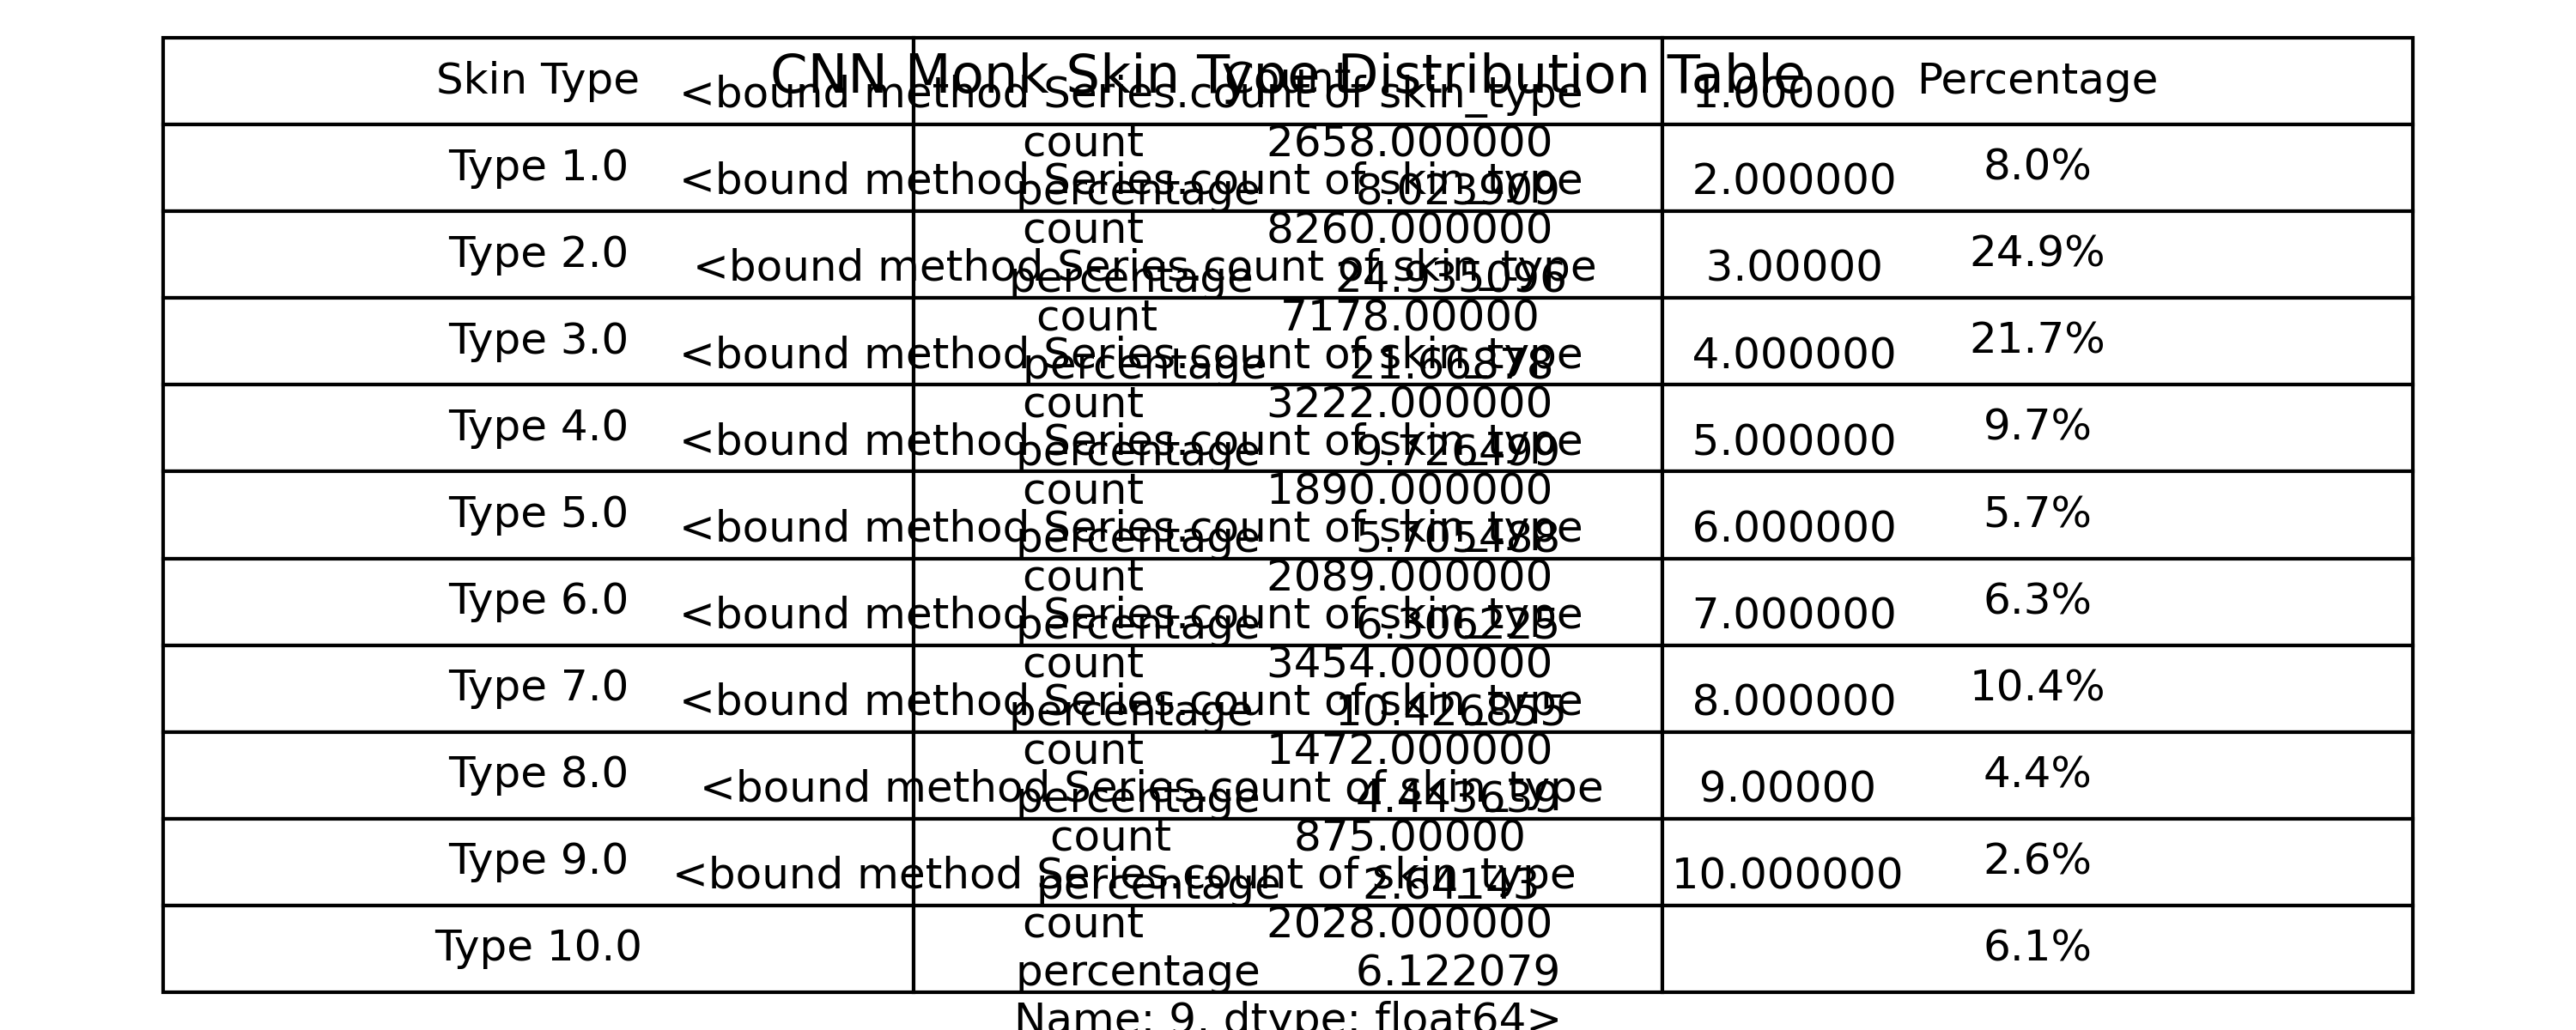 CNN Monk Skin Type Distribution Table
Skin Type Count Percentage
<bound method Series.count of skin_type 1.000000
count 2658.000000
Type 1.0 8.0%
percentage 8.023909
<bound method Series.count of skin_type 2.000000
count 8260.000000
Type 2.0 24.9%
percentage 24.935096
<bound method Series.count of skin_type 3.00000
count 7178.00000
Type 3.0 21.7%
percentage 21.66878
<bound method Series.count of skin_type 4.000000
count 3222.000000
Type 4.0 9.7%
percentage 9.726499
<bound method Series.count of skin_type 5.000000
count 1890.000000
Type 5.0 5.7%
percentage 5.705488
<bound method Series.count of skin_type 6.000000
count 2089.000000
Type 6.0 6.3%
percentage 6.306225
<bound method Series.count of skin_type 7.000000
count 3454.000000
Type 7.0 10.4%
percentage 10.426855
<bound method Series.count of skin_type 8.000000
count 1472.000000
Type 8.0 4.4%
percentage 4.443639
<bound method Series.count of skin_type 9.00000
count 875.00000
Type 9.0 2.6%
percentage 2.64143
<bound method Series.count of skin_type 10.000000
count 2028.000000
Type 10.0 6.1%
percentage 6.122079
Name: 9, dtype: float64>